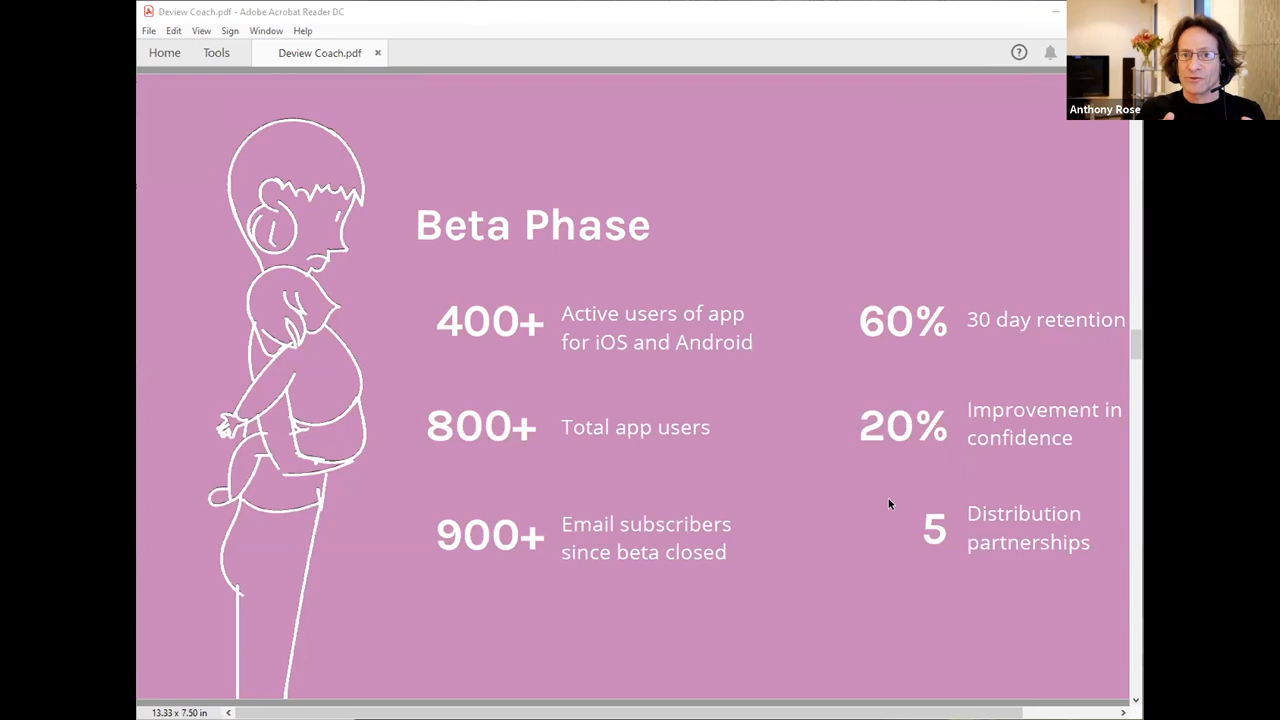 Deview Coach.pdf - Adobe Acrobat Reader DC
File Edit View Sign Window Help
Home Tools Deview Coach.pdf ×
Anthony Rose
Beta Phase
400+ Active users of app
for iOS and Android
60% 30 day retention
800+ Total app users
20% Improvement in
confidence
900+ Email subscribers
since beta closed
5 Distribution
partnerships
13.33 x 7.50 in